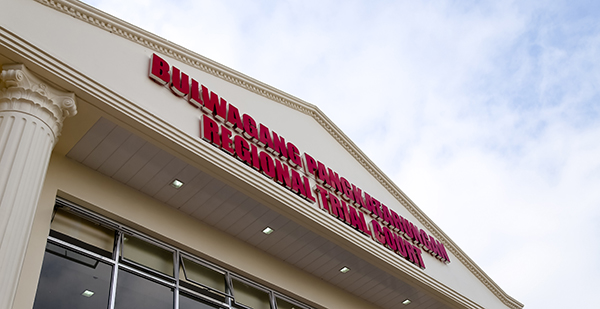 BULWAGANG PANGKATARUNGAN
REGIONAL TRIAL COURT